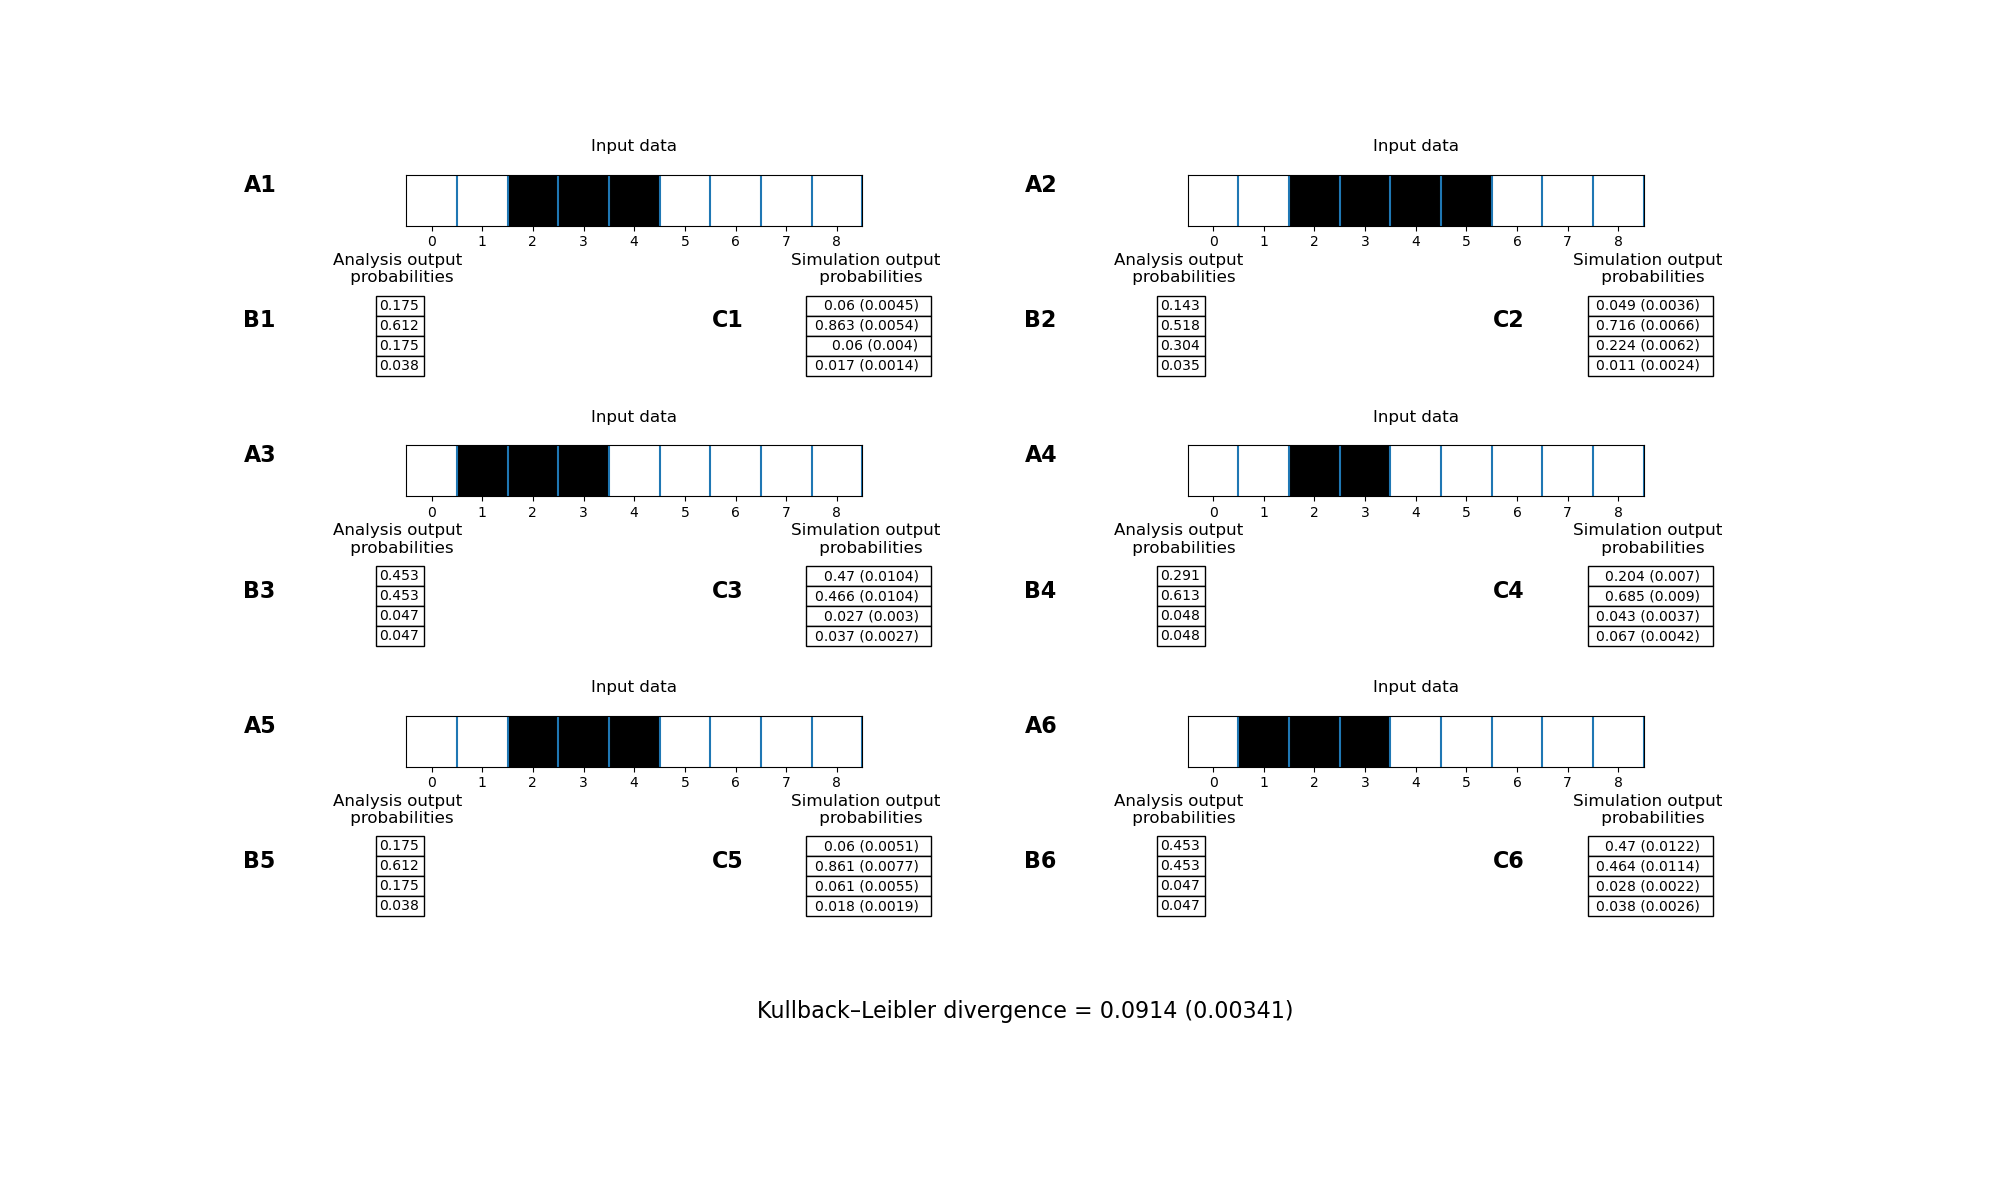 Input data
A1
0 1 2 3 4 5 6 7 8
Analysis output
probabilities
B1
0.175
0.612
0.175
0.038
Simulation output
probabilities
C1
0.06 (0.0045)
0.863 (0.0054)
0.06 (0.004)
0.017 (0.0014)
Input data
A2
0 1 2 3 4 5 6 7 8
Analysis output
probabilities
B2
0.143
0.518
0.304
0.035
Simulation output
probabilities
C2
0.049 (0.0036)
0.716 (0.0066)
0.224 (0.0062)
0.011 (0.0024)
Input data
A3
0 1 2 3 4 5 6 7 8
Analysis output
probabilities
B3
0.453
0.453
0.047
0.047
Simulation output
probabilities
C3
0.47 (0.0104)
0.466 (0.0104)
0.027 (0.003)
0.037 (0.0027)
Input data
A4
0 1 2 3 4 5 6 7 8
Analysis output
probabilities
B4
0.291
0.613
0.048
0.048
Simulation output
probabilities
C4
0.204 (0.007)
0.685 (0.009)
0.043 (0.0037)
0.067 (0.0042)
Input data
A5
0 1 2 3 4 5 6 7 8
Analysis output
probabilities
B5
0.175
0.612
0.175
0.038
Simulation output
probabilities
C5
0.06 (0.0051)
0.861 (0.0077)
0.061 (0.0055)
0.018 (0.0019)
Input data
A6
0 1 2 3 4 5 6 7 8
Analysis output
probabilities
B6
0.453
0.453
0.047
0.047
Simulation output
probabilities
C6
0.47 (0.0122)
0.464 (0.0114)
0.028 (0.0022)
0.038 (0.0026)
Kullback–Leibler divergence = 0.0914 (0.00341)